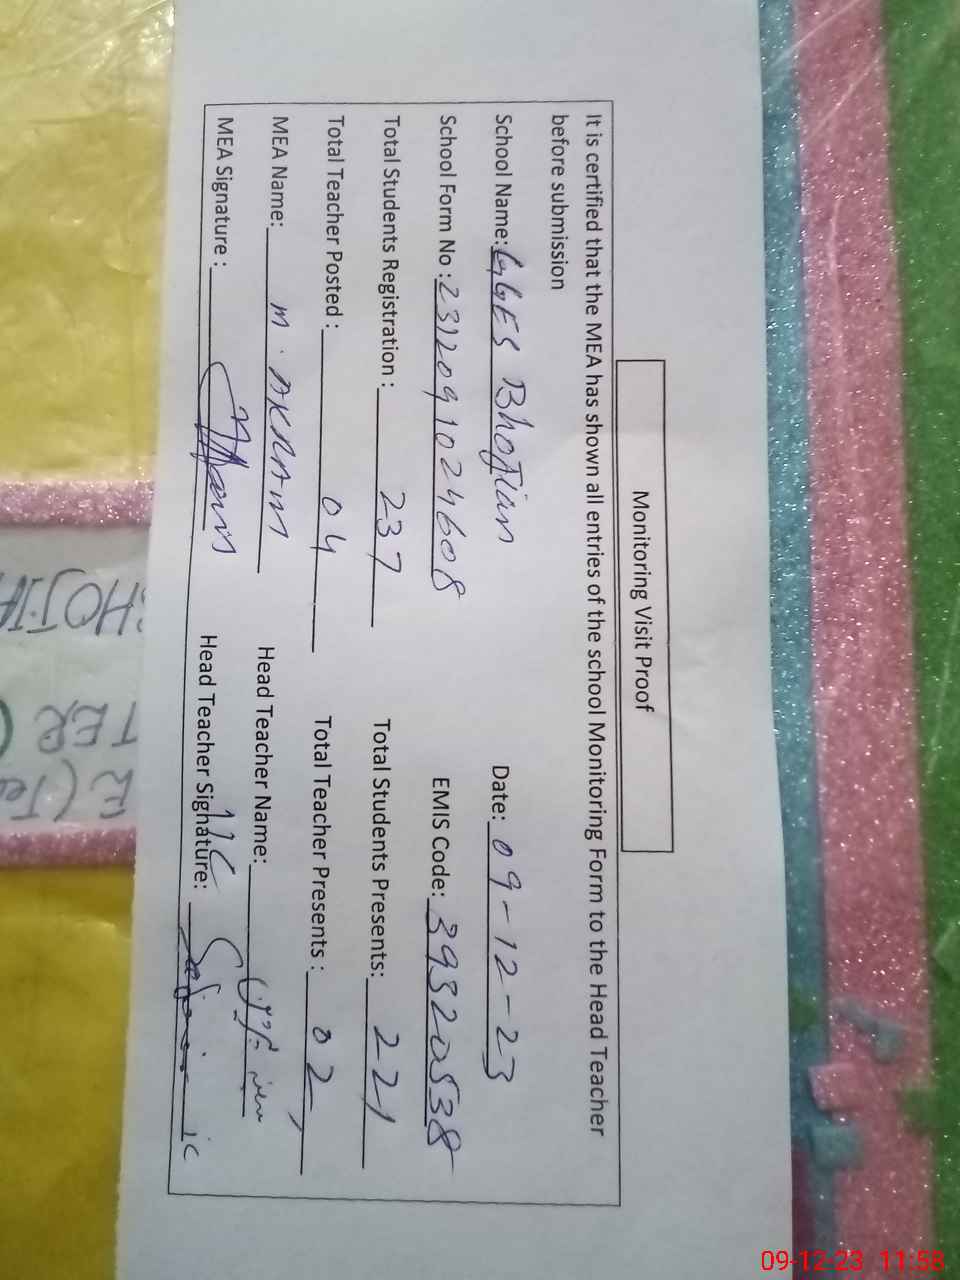 Monitoring Visit Proof
It is certified that the MEA has shown all entries of the school Monitoring Form to the Head Teacher
before submission
School Name: GGES Bhojian Date: 09-12-23
School Form No : 2312091024608 EMIS Code: 39320538
Total Students Registration : 237 Total Students Presents: 221
Total Teacher Posted : 04 Total Teacher Presents : 02
MEA Name: M. AKRAM Head Teacher Name:
MEA Signature : Head Teacher Signature:
HOJIA
TER
E (Te
09-12-23 11:58